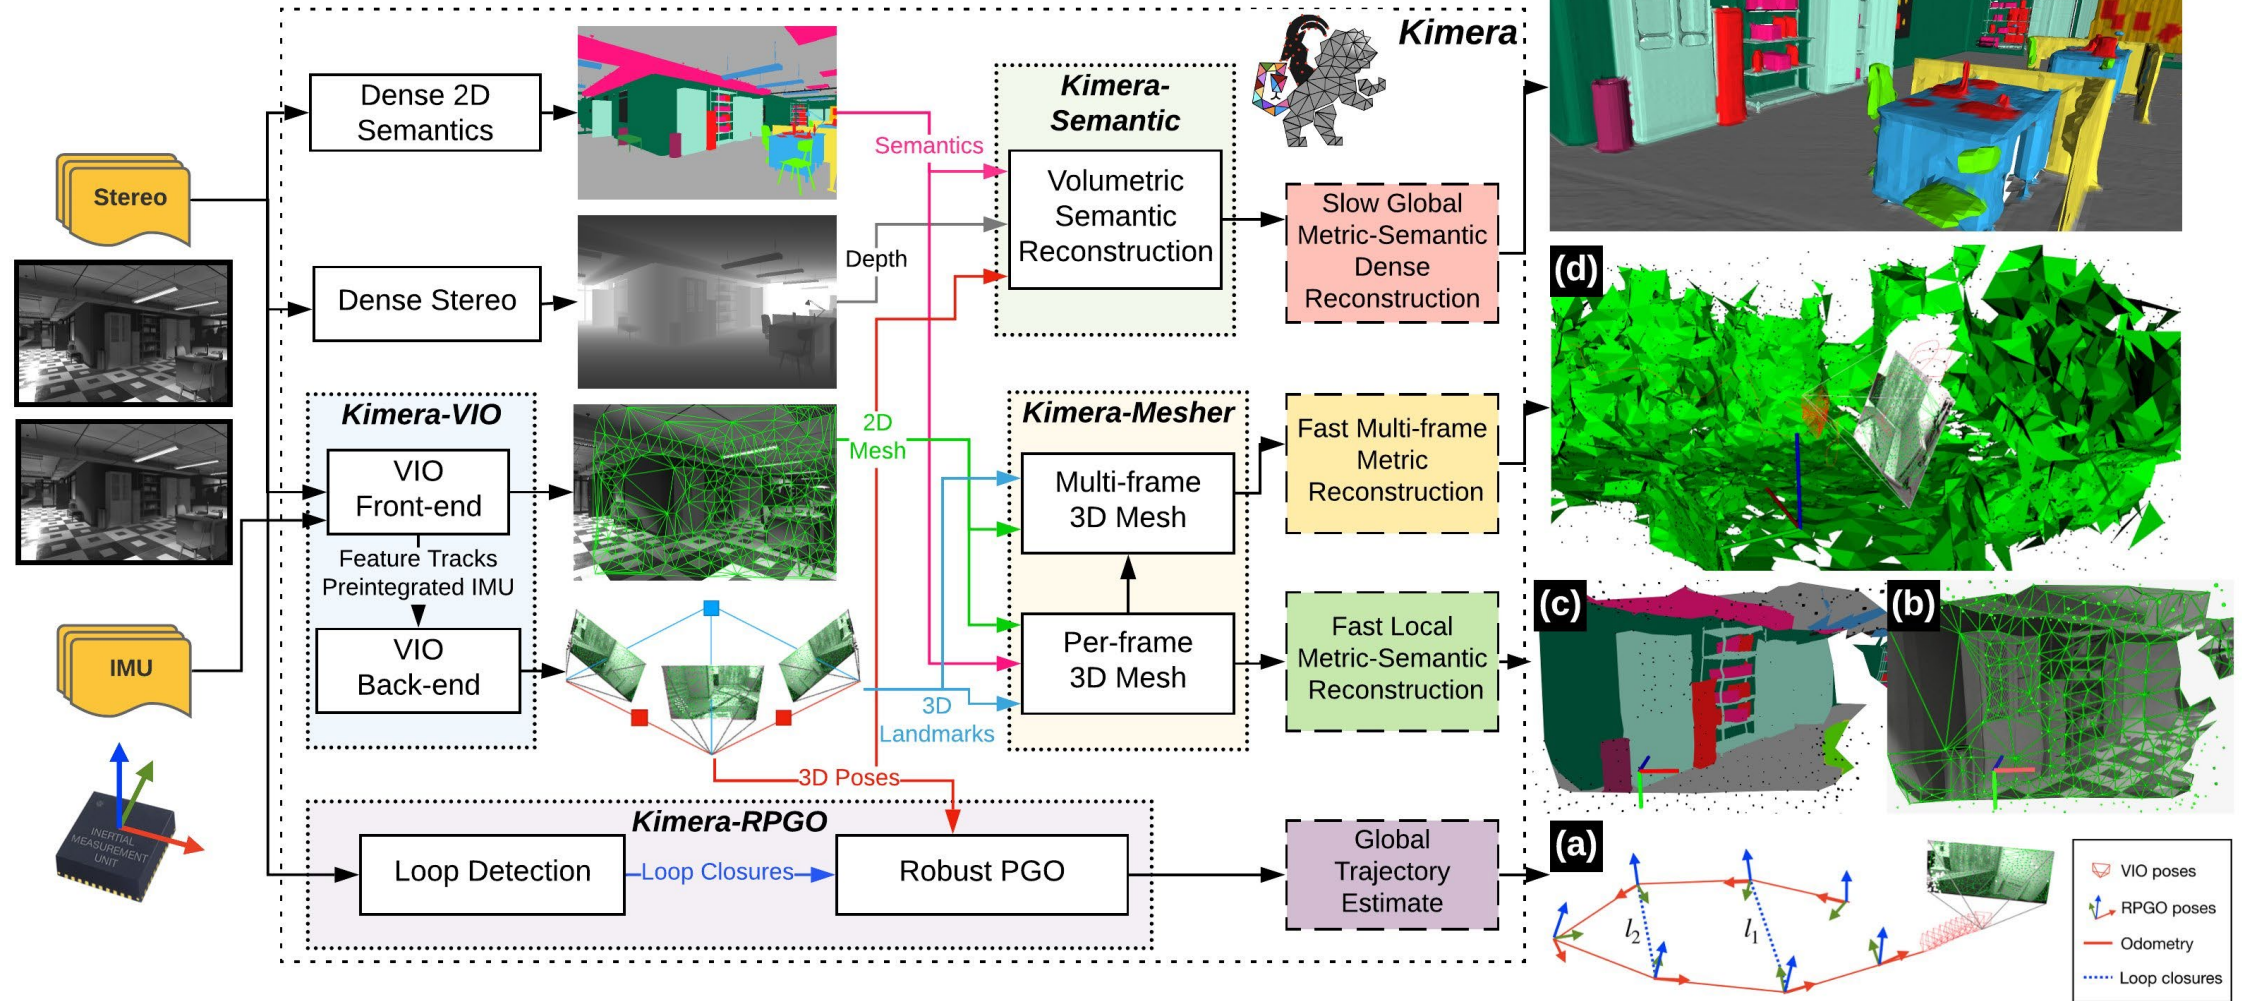 Kimera
Dense 2D
Semantics
Stereo
Dense Stereo
Semantics
Depth
Kimera-
Semantic
Volumetric
Semantic
Reconstruction
Slow Global
Metric-Semantic
Dense
Reconstruction
(d)
Kimera-VIO
VIO
Front-end
Feature Tracks
Preintegrated IMU
VIO
Back-end
IMU
INERTIAL
MEASUREMENT
UNIT
2D
Mesh
Kimera-Mesher
Multi-frame
3D Mesh
Per-frame
3D Mesh
3D
Landmarks
3D Poses
Fast Multi-frame
Metric
Reconstruction
Fast Local
Metric-Semantic
Reconstruction
(c)
(b)
Kimera-RPGO
Loop Detection
Loop Closures
Robust PGO
Global
Trajectory
Estimate
(a)
l2
l1
VIO poses
RPGO poses
Odometry
Loop closures